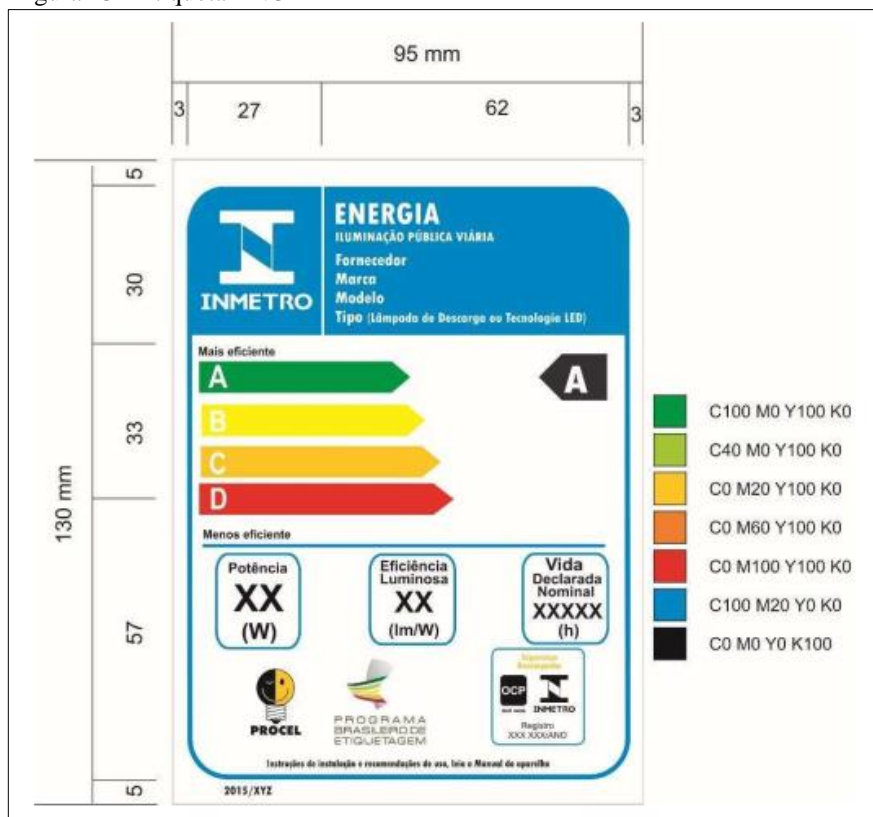 95 mm
3 27 62 3
130 mm
5
30
33
57
5
INMETRO
ENERGIA
ILUMINAÇÃO PÚBLICA VIÁRIA
Fornecedor
Marca
Modelo
Tipo (Lâmpada de Descarga ou Tecnologia LED)
Mais eficiente
A
A
B
C
D
Menos eficiente
Potência
XX
(W)
Eficiência
Luminosa
XX
(lm/W)
Vida
Declarada
Nominal
XXXXX
(h)
PROCEL
PROGRAMA
BRASILEIRO DE
ETIQUETAGEM
Segurança
OCP
INMETRO
Registro
XXX XXX/ANO
Instruções de instalação e recomendações de uso, leia o Manual do aparelho
2015/XYZ
C100 M0 Y100 K0
C40 M0 Y100 K0
C0 M20 Y100 K0
C0 M60 Y100 K0
C0 M100 Y100 K0
C100 M20 Y0 K0
C0 M0 Y0 K100